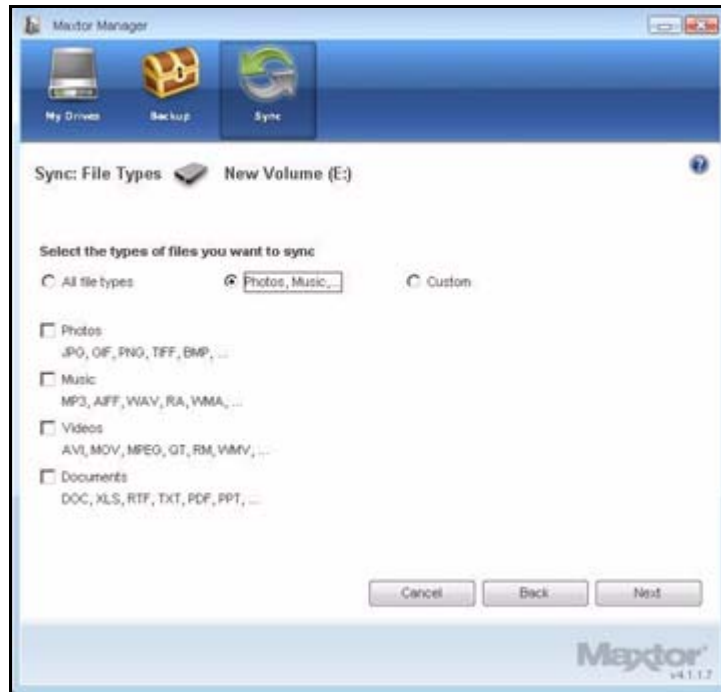 Maxtor Manager
My Drives Backup Sync
Sync: File Types New Volume (E:)
Select the types of files you want to sync
All file types Photos, Music,... Custom
Photos
JPG, GIF, PNG, TIFF, BMP, ...
Music
MP3, AIFF, WAV, RA, WMA, ...
Videos
AVI, MOV, MPEG, QT, RM, WMV, ...
Documents
DOC, XLS, RTF, TXT, PDF, PPT, ...
Cancel Back Next
Maxtor
v4.1.1.7